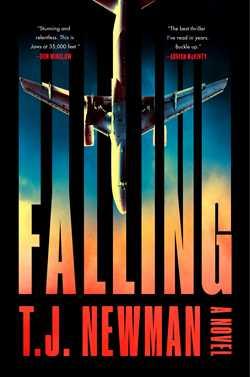 "Stunning and
relentless. This is
Jaws at 35,000 feet."
—DON WINSLOW
"The best thriller
I've read in years.
Buckle up."
—ADRIAN McKINTY
FALLING
T.J. NEWMAN
A NOVEL